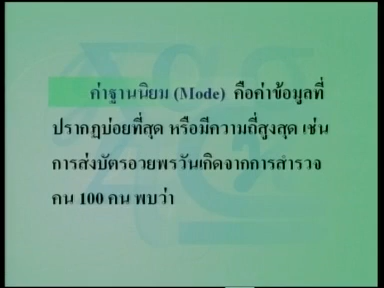 ค่าฐานนิยม (Mode) คือค่าข้อมูลที่
ปรากฏบ่อยที่สุด หรือมีความถี่สูงสุด เช่น
การส่งบัตรอวยพรวันเกิดจากการสำรวจ
คน 100 คน พบว่า